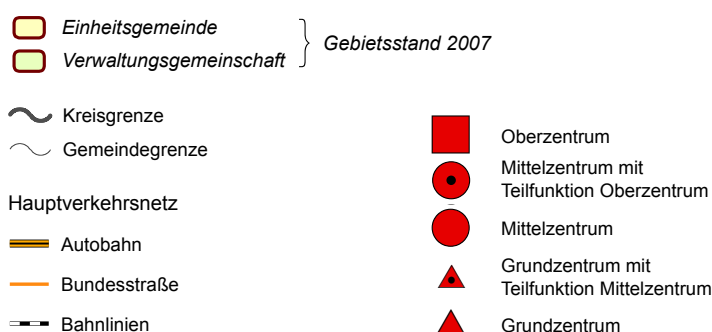 Einheitsgemeinde
Verwaltungsgemeinschaft
Gebietsstand 2007
Kreisgrenze
Gemeindegrenze
Hauptverkehrsnetz
Autobahn
Bundesstraße
Bahnlinien
Oberzentrum
Mittelzentrum mit
Teilfunktion Oberzentrum
Mittelzentrum
Grundzentrum mit
Teilfunktion Mittelzentrum
Grundzentrum